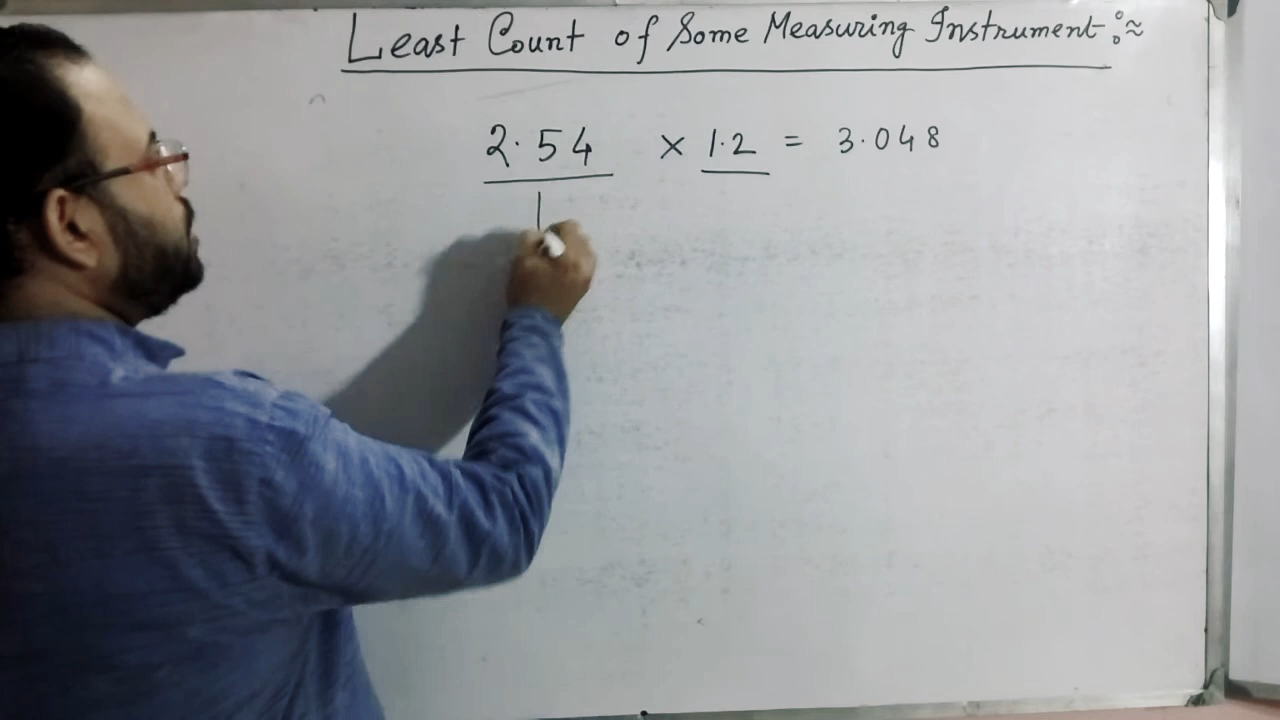 Least Count of Some Measuring Instrument :~
2.54 × 1.2 = 3.048